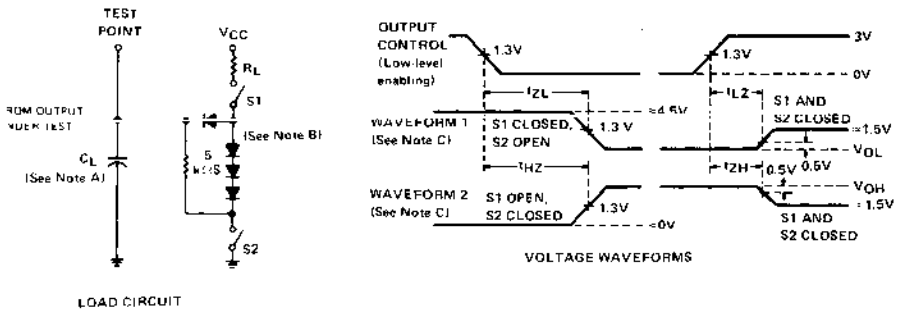 TEST
POINT
VCC
RL
S1
ROM OUTPUT
NDER TEST
(See Note B)
CL
(See Note A)
5
kΩS
S2
LOAD CIRCUIT
OUTPUT
CONTROL
(Low-level
enabling)
1.3V
1.3V
3V
0V
tZL
tLZ
≈4.5V
S1 AND
S2 CLOSED
WAVEFORM 1
(See Note C)
S1 CLOSED,
S2 OPEN
1.3 V
≈1.5V
VOL
0.5V
tHZ
tZH
0.5V
VOH
WAVEFORM 2
(See Note C)
S1 OPEN,
S2 CLOSED
1.3V
≈1.5V
≈0V
S1 AND
S2 CLOSED
VOLTAGE WAVEFORMS